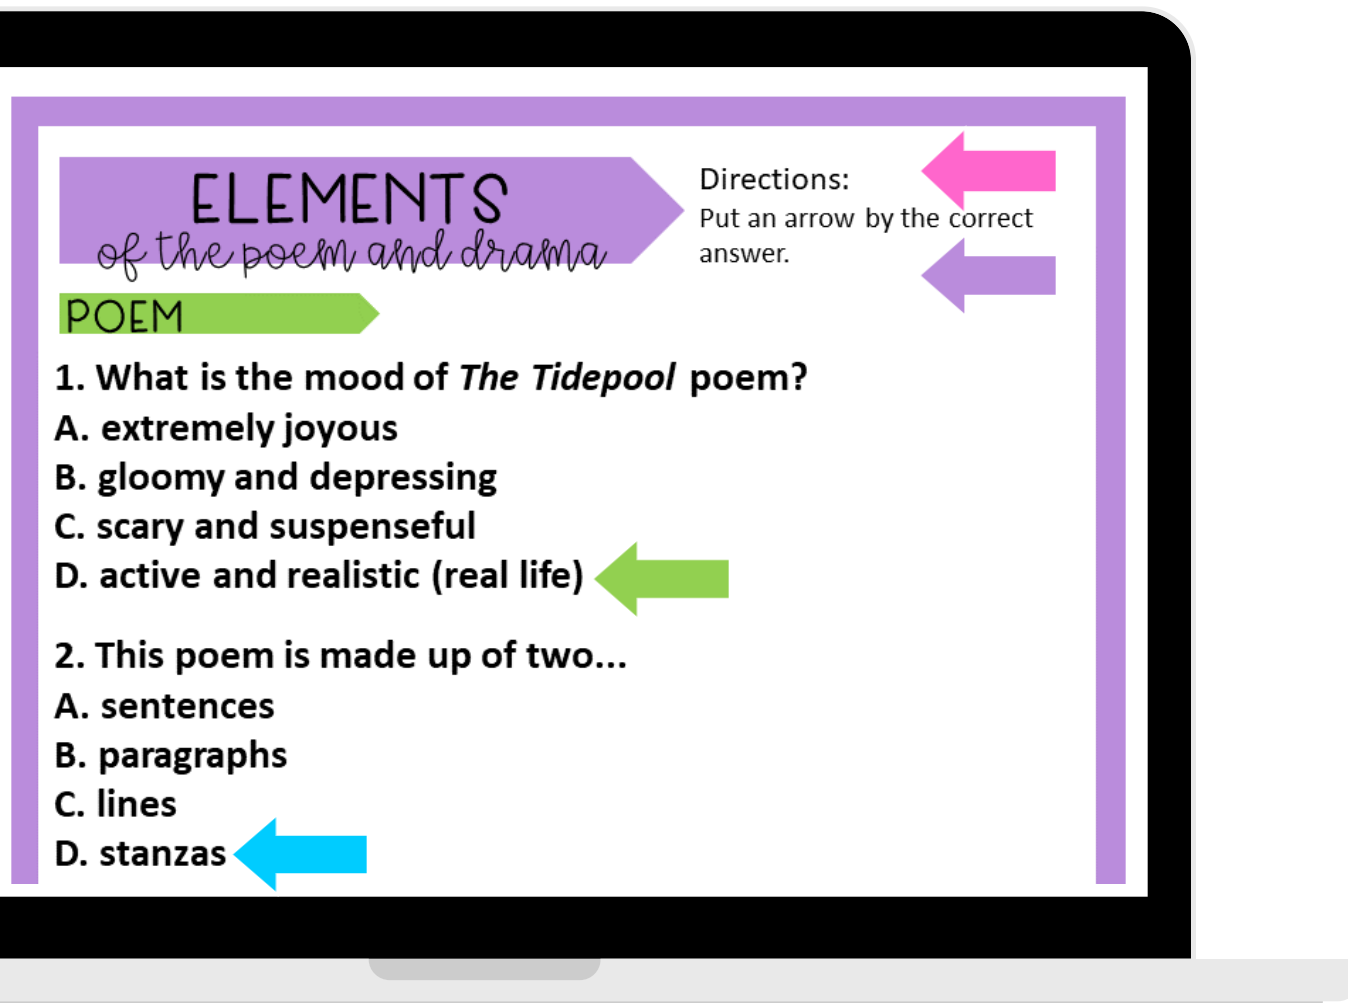 ELEMENTS
of the poem and drama
Directions:
Put an arrow by the correct
answer.
POEM
1. What is the mood of The Tidepool poem?
A. extremely joyous
B. gloomy and depressing
C. scary and suspenseful
D. active and realistic (real life)
2. This poem is made up of two...
A. sentences
B. paragraphs
C. lines
D. stanzas